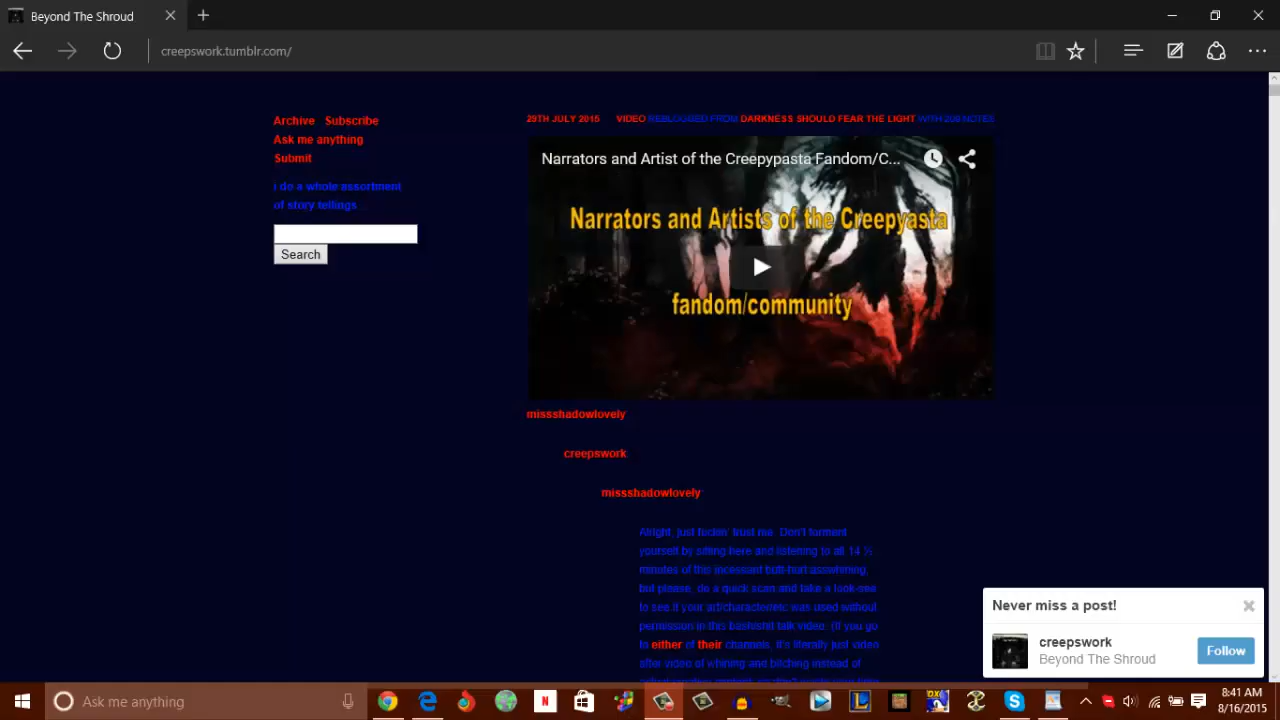 Beyond The Shroud
creepswork.tumblr.com/
Archive Subscribe
Ask me anything
Submit
i do a whole assortment
of story tellings...
Search
29TH JULY 2015 VIDEO REBLOGGED FROM DARKNESS SHOULD FEAR THE LIGHT WITH 209 NOTES
Narrators and Artist of the Creepypasta Fandom/C...
Narrators and Artists of the Creepyasta
fandom/community
missshadowlovely
creepswork
missshadowlovely
Alright, just fuckin' trust me. Don't torment
yourself by sitting here and listening to all 14 ½
minutes of this incessant butt-hurt asswhining,
but please, do a quick scan and take a look-see
to see if your art/character/etc was used without
permission in this bash/shit talk video. (If you go
to either of their channels, it's literally just video
after video of whining and bitching instead of
Never miss a post!
creepswork
Beyond The Shroud
Follow
Ask me anything
8:41 AM
8/16/2015